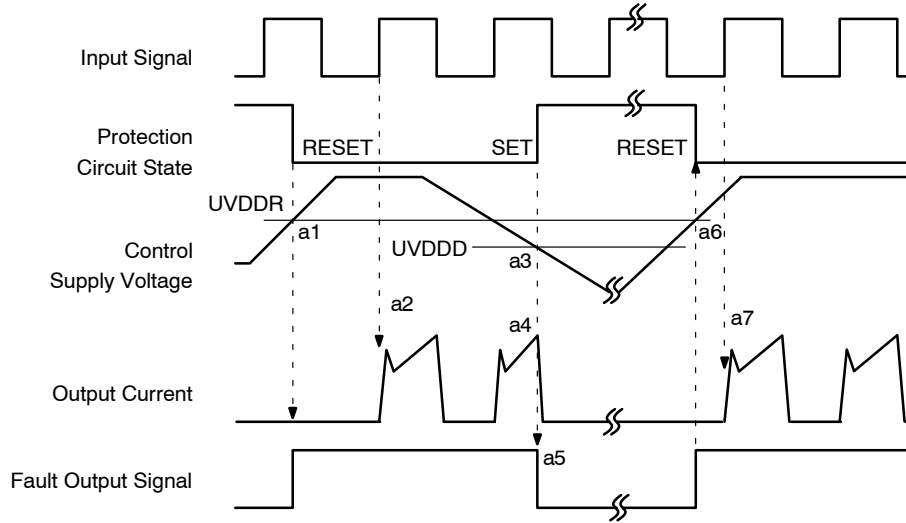 Input Signal
Protection
Circuit State
RESET
SET
RESET
UVDDR
a1
a6
Control
Supply Voltage
UVDDD
a3
a2
a4
a7
Output Current
a5
Fault Output Signal